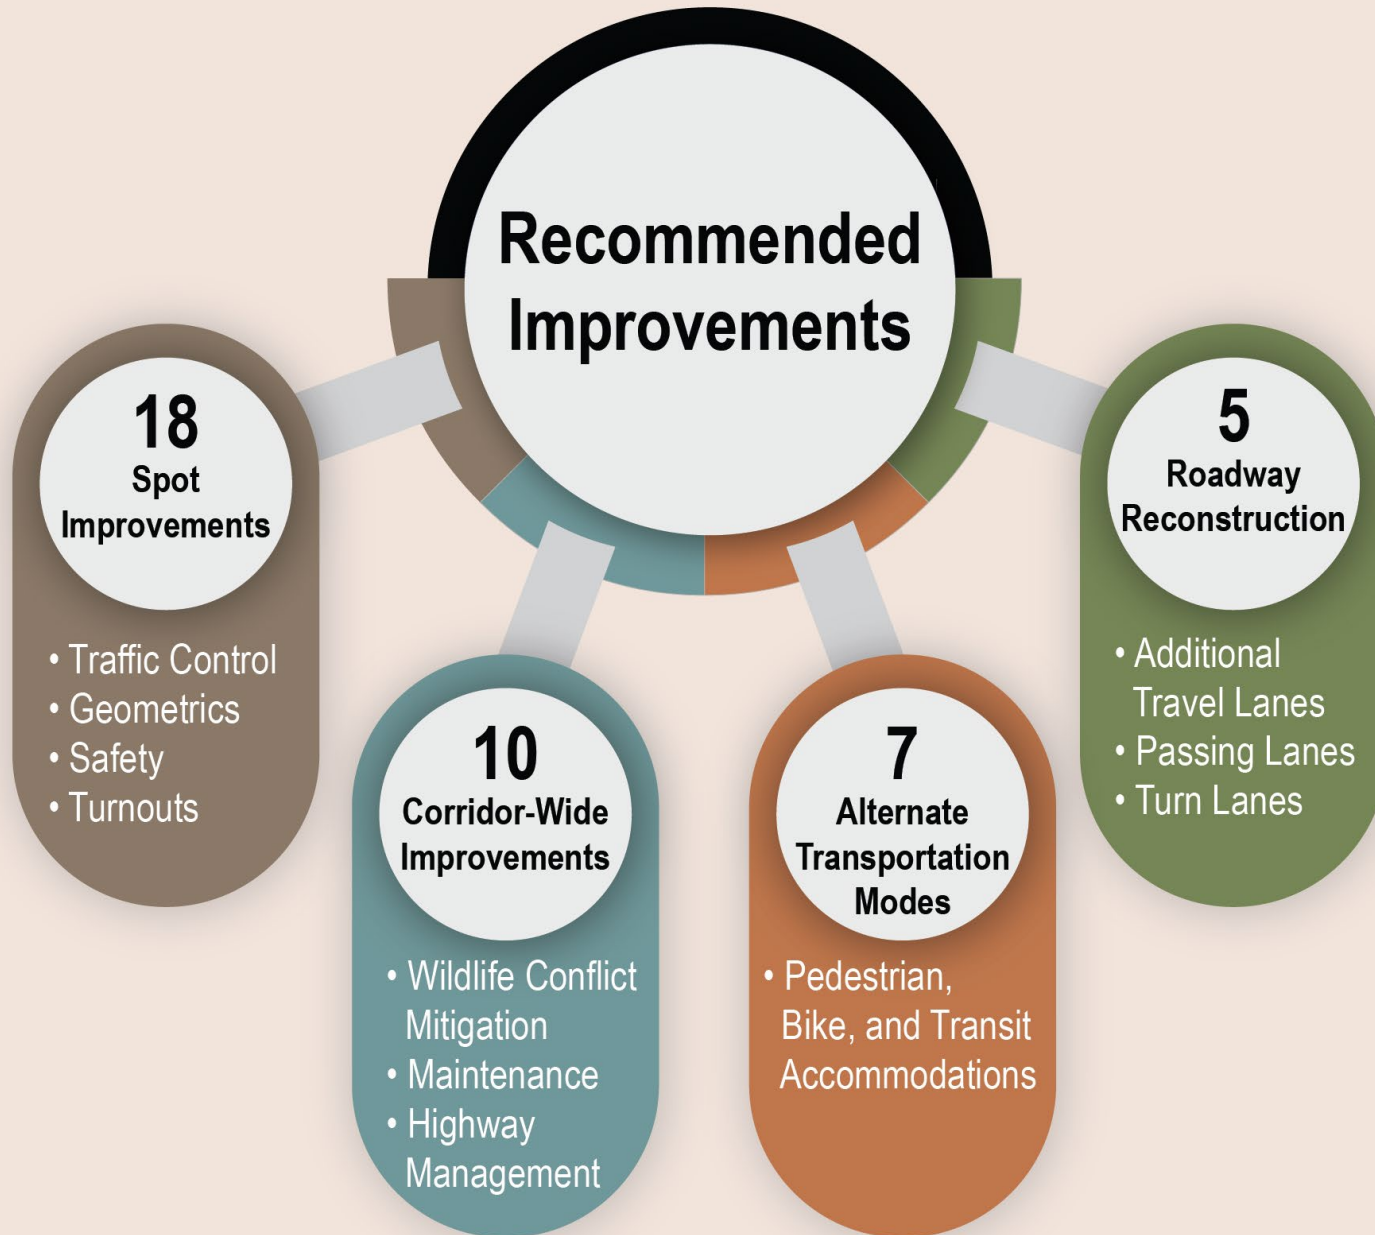 Recommended
Improvements
18
Spot
Improvements
• Traffic Control
• Geometrics
• Safety
• Turnouts
10
Corridor-Wide
Improvements
• Wildlife Conflict
Mitigation
• Maintenance
• Highway
Management
7
Alternate
Transportation
Modes
• Pedestrian,
Bike, and Transit
Accommodations
5
Roadway
Reconstruction
• Additional
Travel Lanes
• Passing Lanes
• Turn Lanes